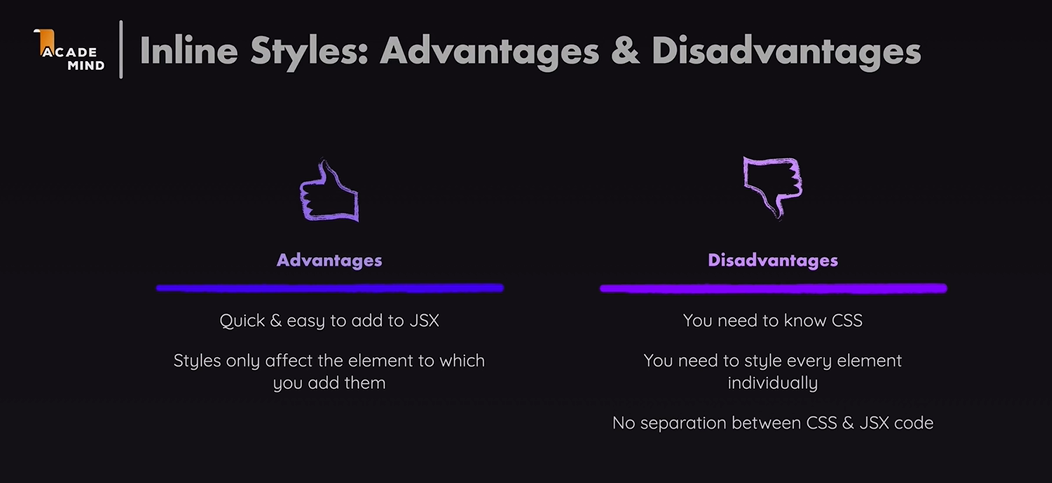 ACADE
MIND
Inline Styles: Advantages & Disadvantages
Advantages
Quick & easy to add to JSX
Styles only affect the element to which
you add them
Disadvantages
You need to know CSS
You need to style every element
individually
No separation between CSS & JSX code